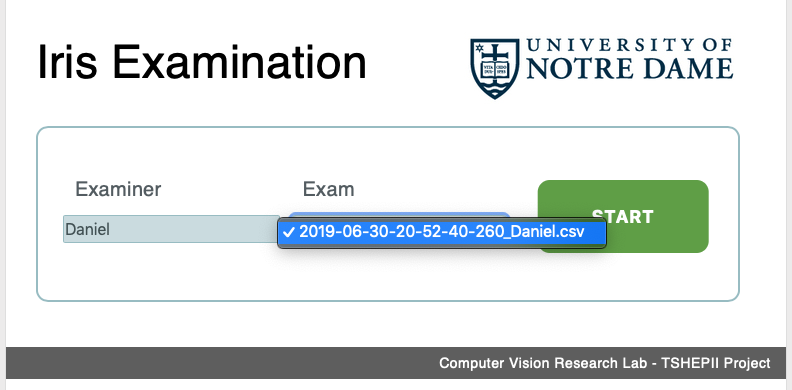 Iris Examination
UNIVERSITY OF
NOTRE DAME
Examiner
Exam
START
Daniel
✓ 2019-06-30-20-52-40-260_Daniel.csv
Computer Vision Research Lab - TSHEPII Project